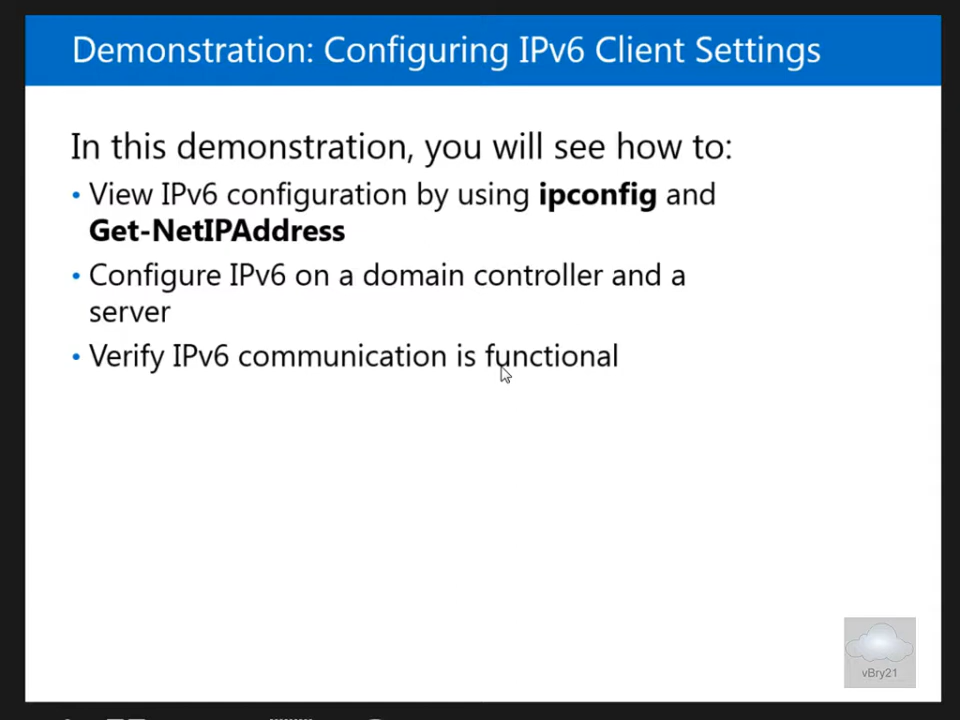 Demonstration: Configuring IPv6 Client Settings
In this demonstration, you will see how to:
• View IPv6 configuration by using ipconfig and
Get-NetIPAddress
• Configure IPv6 on a domain controller and a
server
• Verify IPv6 communication is functional
vBry21